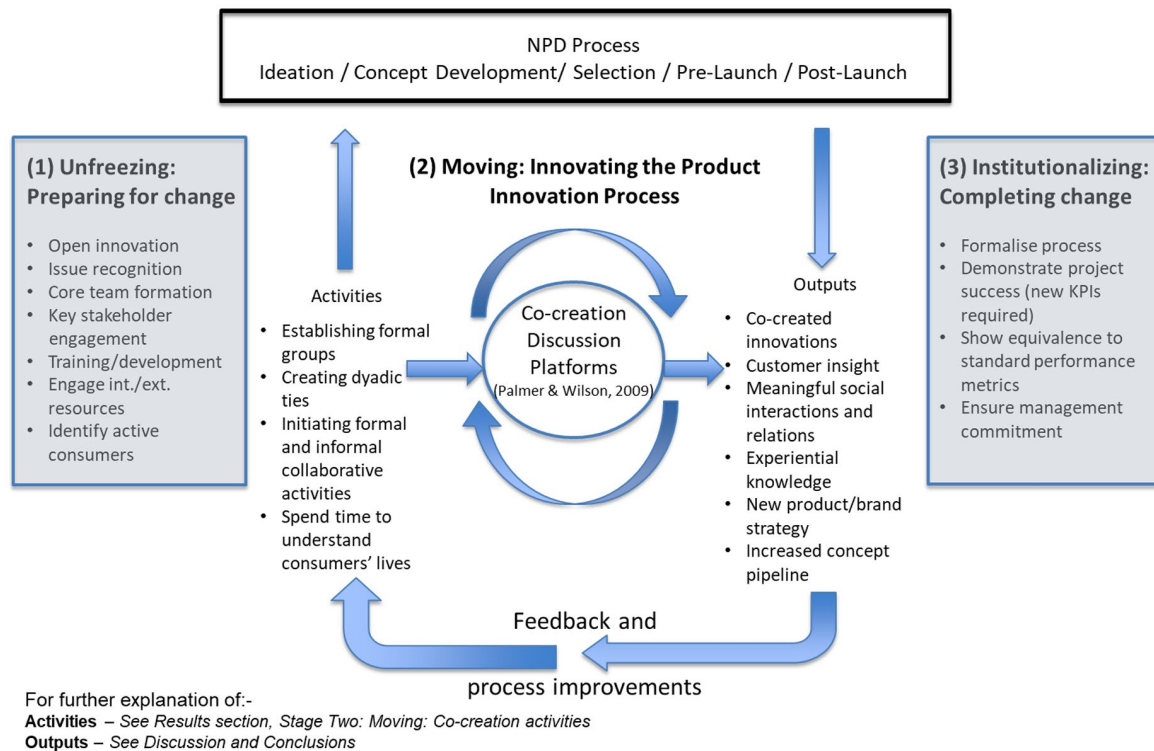 NPD Process
Ideation / Concept Development/ Selection / Pre-Launch / Post-Launch
(1) Unfreezing:
Preparing for change
• Open innovation
• Issue recognition
• Core team formation
• Key stakeholder
engagement
• Training/development
• Engage int./ext.
resources
• Identify active
consumers
(2) Moving: Innovating the Product
Innovation Process
Activities
• Establishing formal
groups
• Creating dyadic
ties
• Initiating formal
and informal
collaborative
activities
• Spend time to
understand
consumers’ lives
Co-creation
Discussion
Platforms
(Palmer & Wilson, 2009)
Outputs
• Co-created
innovations
• Customer insight
• Meaningful social
interactions and
relations
• Experiential
knowledge
• New product/brand
strategy
• Increased concept
pipeline
(3) Institutionalizing:
Completing change
• Formalise process
• Demonstrate project
success (new KPIs
required)
• Show equivalence to
standard performance
metrics
• Ensure management
commitment
Feedback and
process improvements
For further explanation of:-
Activities – See Results section, Stage Two: Moving: Co-creation activities
Outputs – See Discussion and Conclusions